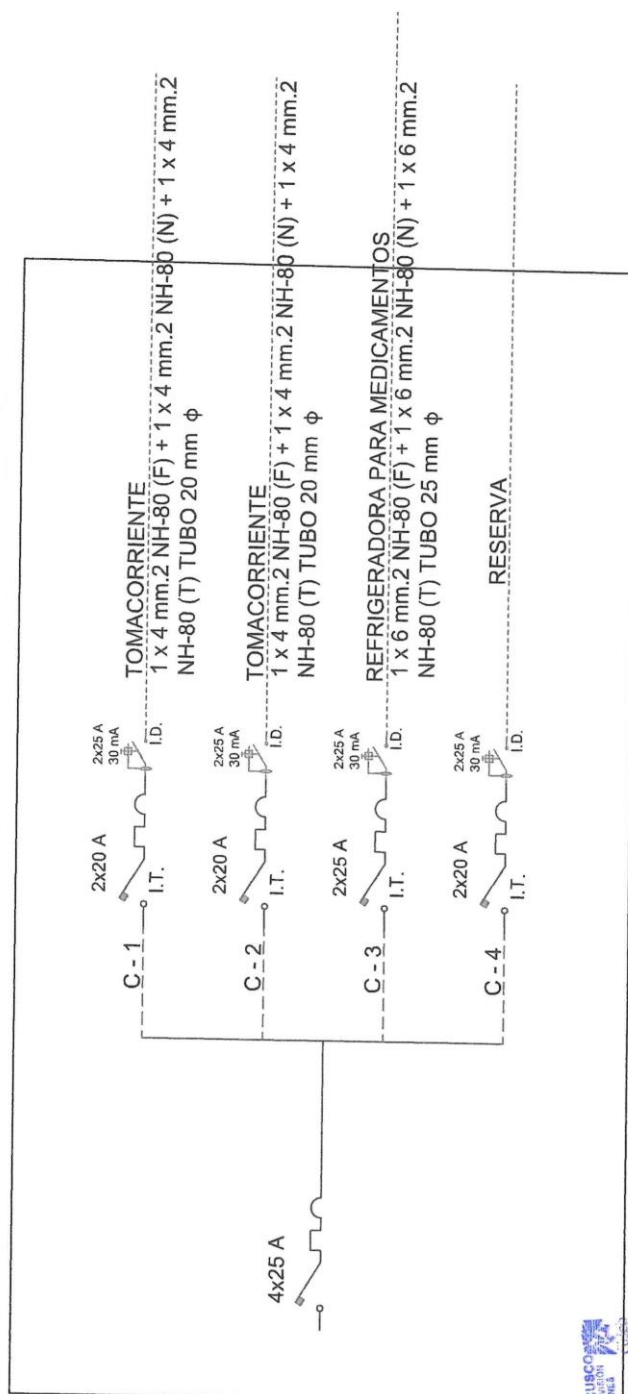 4x25 A
C - 1
2x20 A
I.T.
2x25 A
30 mA
I.D.
TOMACORRIENTE
1 x 4 mm.2 NH-80 (F) + 1 x 4 mm.2 NH-80 (N) + 1 x 4 mm.2
NH-80 (T) TUBO 20 mm ϕ
C - 2
2x20 A
I.T.
2x25 A
30 mA
I.D.
TOMACORRIENTE
1 x 4 mm.2 NH-80 (F) + 1 x 4 mm.2 NH-80 (N) + 1 x 4 mm.2
NH-80 (T) TUBO 20 mm ϕ
C - 3
2x25 A
I.T.
2x25 A
30 mA
I.D.
REFRIGERADORA PARA MEDICAMENTOS
1 x 6 mm.2 NH-80 (F) + 1 x 6 mm.2 NH-80 (N) + 1 x 6 mm.2
NH-80 (T) TUBO 25 mm ϕ
C - 4
2x20 A
I.T.
2x25 A
30 mA
I.D.
RESERVA
USCO